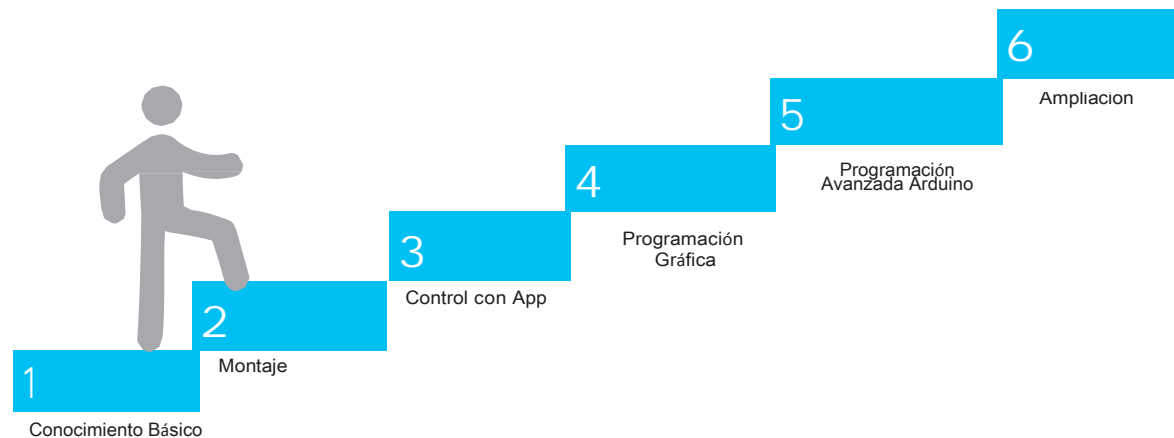 1
Conocimiento Básico
2
Montaje
3
Control con App
4
Programación
Gráfica
5
Programación
Avanzada Arduino
6
Ampliacion